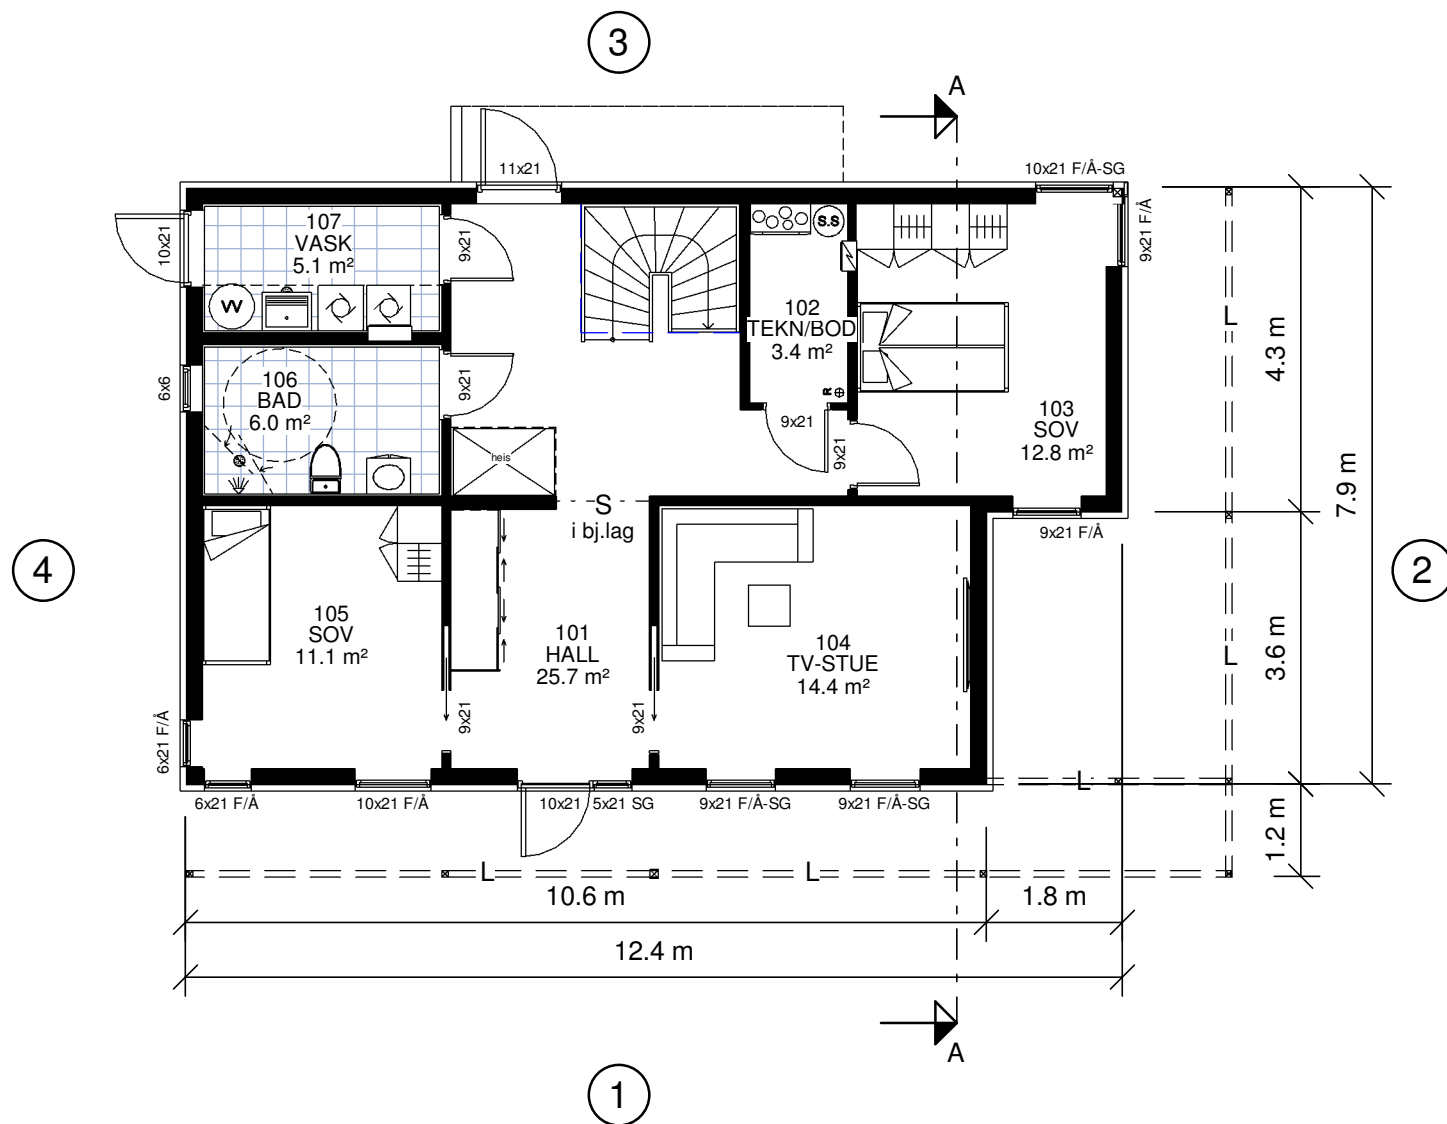 3
A
11x21
10x21 F/Å-SG
107
VASK
5.1 m²
10x21
9x21
S.S
9x21 F/Å
W
102
TEKN/BOD
3.4 m²
L
4.3 m
6x6
106
BAD
6.0 m²
9x21
R
9x21
9x21
103
SOV
12.8 m²
7.9 m
heis
S
i bj.lag
9x21 F/Å
4
2
105
SOV
11.1 m²
101
HALL
25.7 m²
104
TV-STUE
14.4 m²
L
3.6 m
6x21 F/Å
9x21
9x21
6x21 F/Å
10x21 F/Å
10x21
5x21 SG
9x21 F/Å-SG
9x21 F/Å-SG
L
1.2 m
L
L
10.6 m
1.8 m
12.4 m
A
1